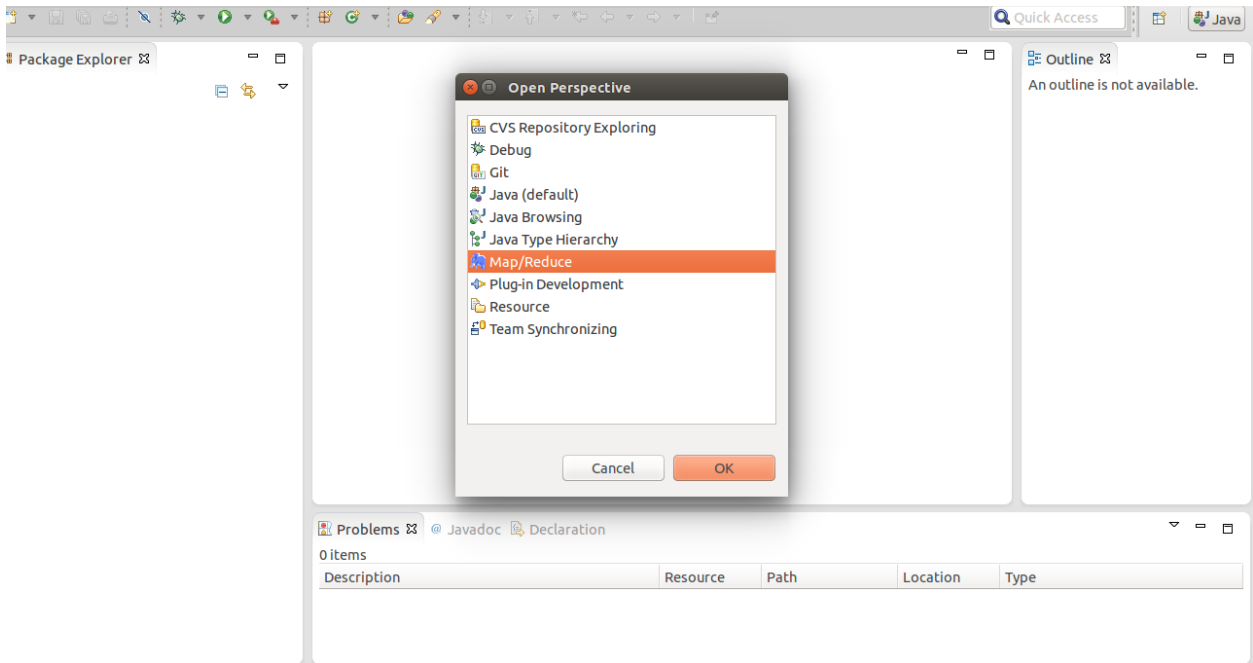 Quick Access
Java
Package Explorer
Outline
An outline is not available.
Open Perspective
CVS Repository Exploring
Debug
Git
Java (default)
Java Browsing
Java Type Hierarchy
Map/Reduce
Plug-in Development
Resource
Team Synchronizing
Cancel OK
Problems @ Javadoc Declaration
0 items
Description Resource Path Location Type